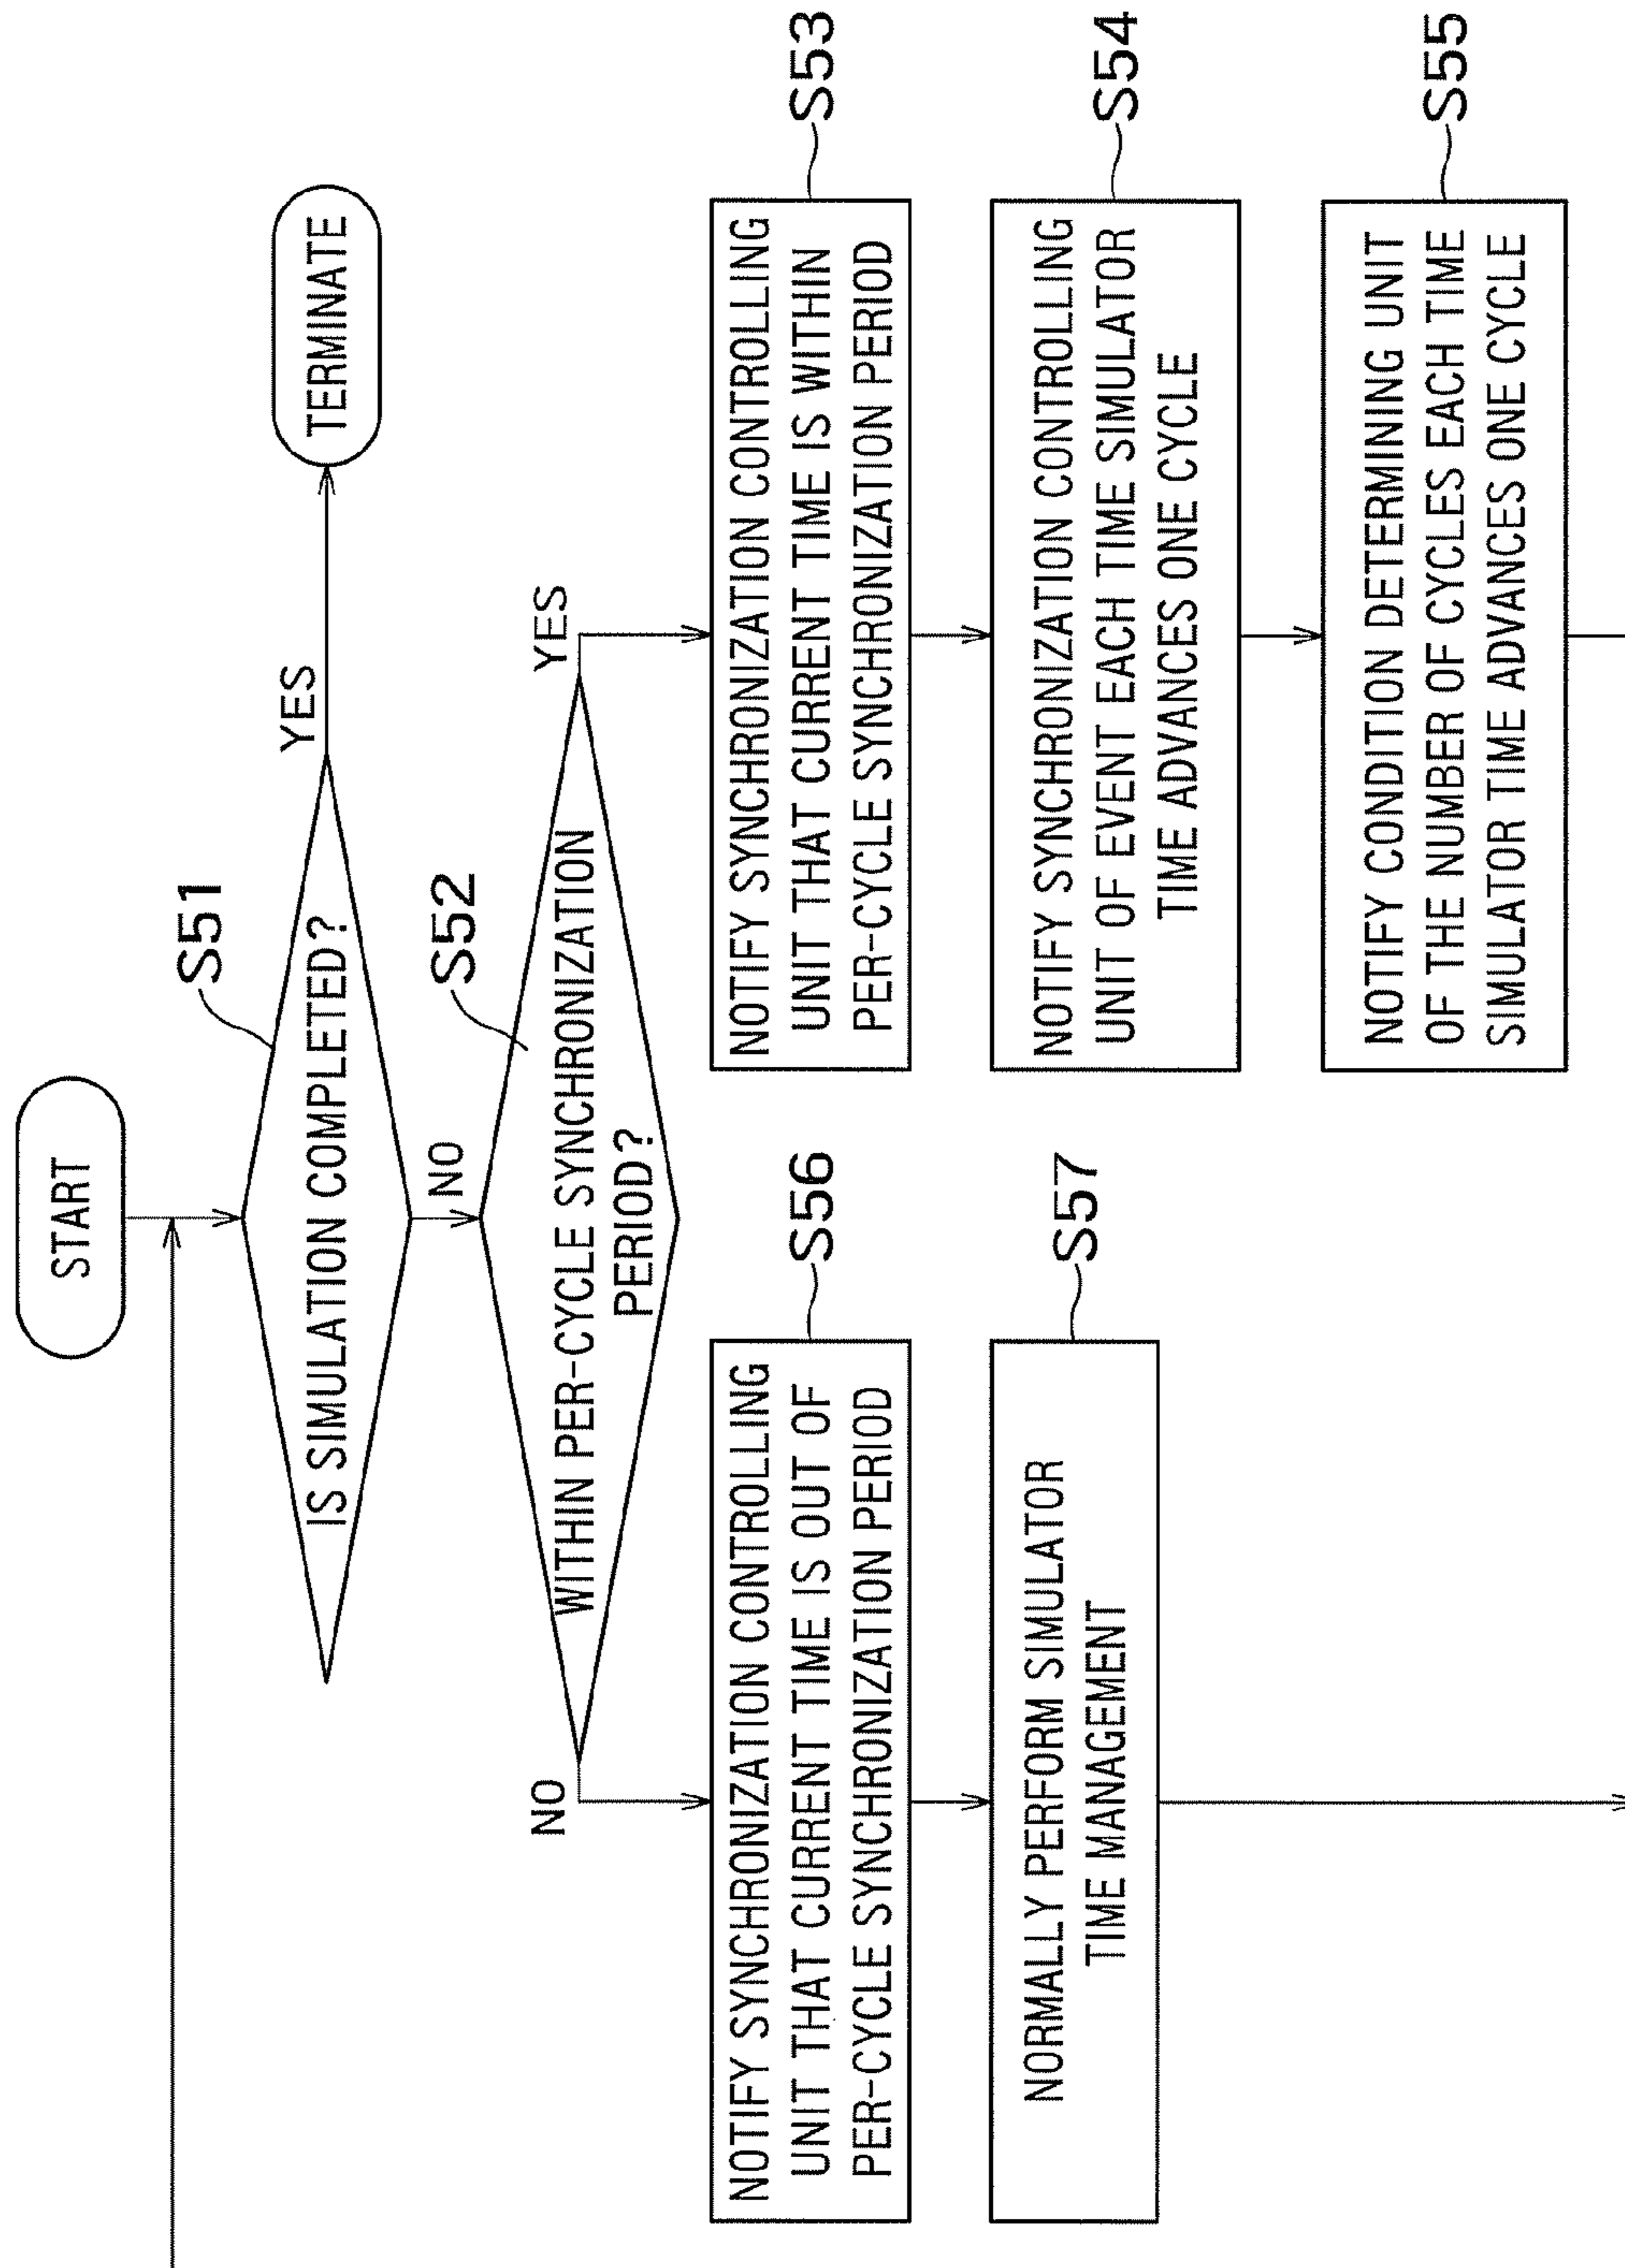 START
S51
IS SIMULATION COMPLETED?
YES
TERMINATE
NO
S52
WITHIN PER-CYCLE SYNCHRONIZATION
PERIOD?
YES
NO
S53
NOTIFY SYNCHRONIZATION CONTROLLING
UNIT THAT CURRENT TIME IS WITHIN
PER-CYCLE SYNCHRONIZATION PERIOD
S54
NOTIFY SYNCHRONIZATION CONTROLLING
UNIT OF EVENT EACH TIME SIMULATOR
TIME ADVANCES ONE CYCLE
S55
NOTIFY CONDITION DETERMINING UNIT
OF THE NUMBER OF CYCLES EACH TIME
SIMULATOR TIME ADVANCES ONE CYCLE
S56
NOTIFY SYNCHRONIZATION CONTROLLING
UNIT THAT CURRENT TIME IS OUT OF
PER-CYCLE SYNCHRONIZATION PERIOD
S57
NORMALLY PERFORM SIMULATOR
TIME MANAGEMENT